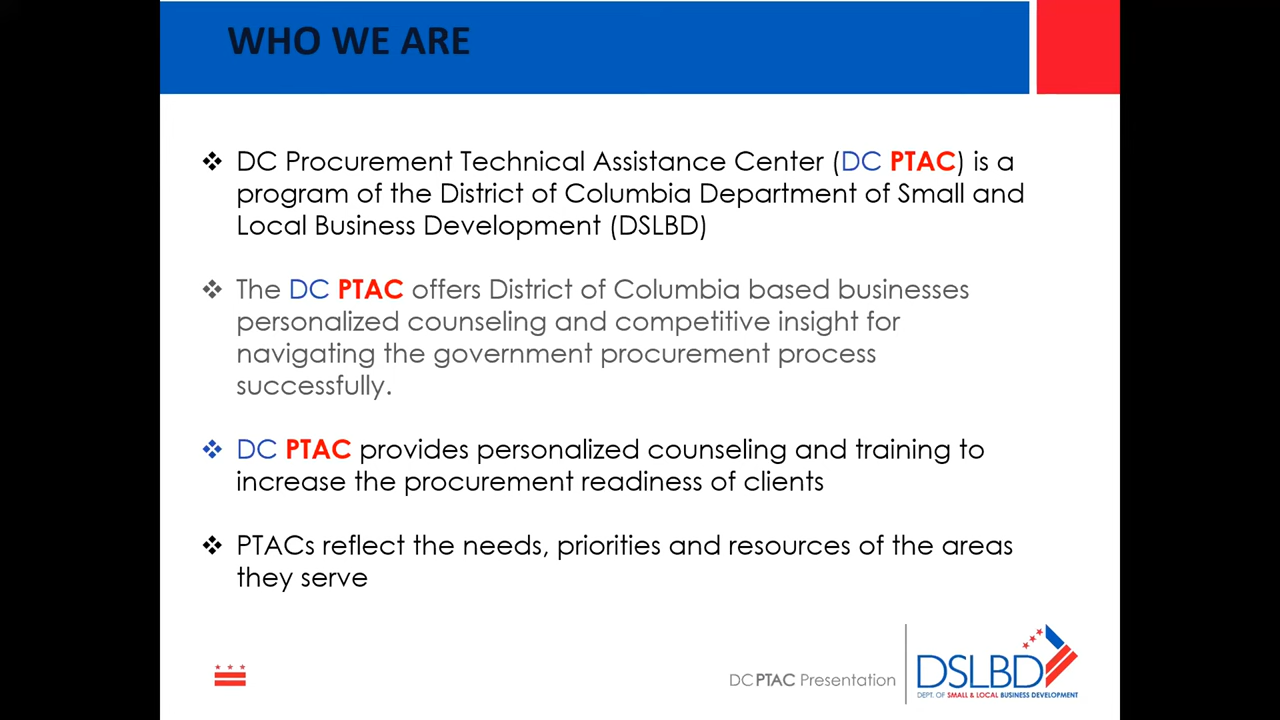 WHO WE ARE
❖ DC Procurement Technical Assistance Center (DC PTAC) is a
program of the District of Columbia Department of Small and
Local Business Development (DSLBD)
❖ The DC PTAC offers District of Columbia based businesses
personalized counseling and competitive insight for
navigating the government procurement process
successfully.
❖ DC PTAC provides personalized counseling and training to
increase the procurement readiness of clients
❖ PTACs reflect the needs, priorities and resources of the areas
they serve
DC PTAC Presentation
DSLBD
DEPT. OF SMALL & LOCAL BUSINESS DEVELOPMENT